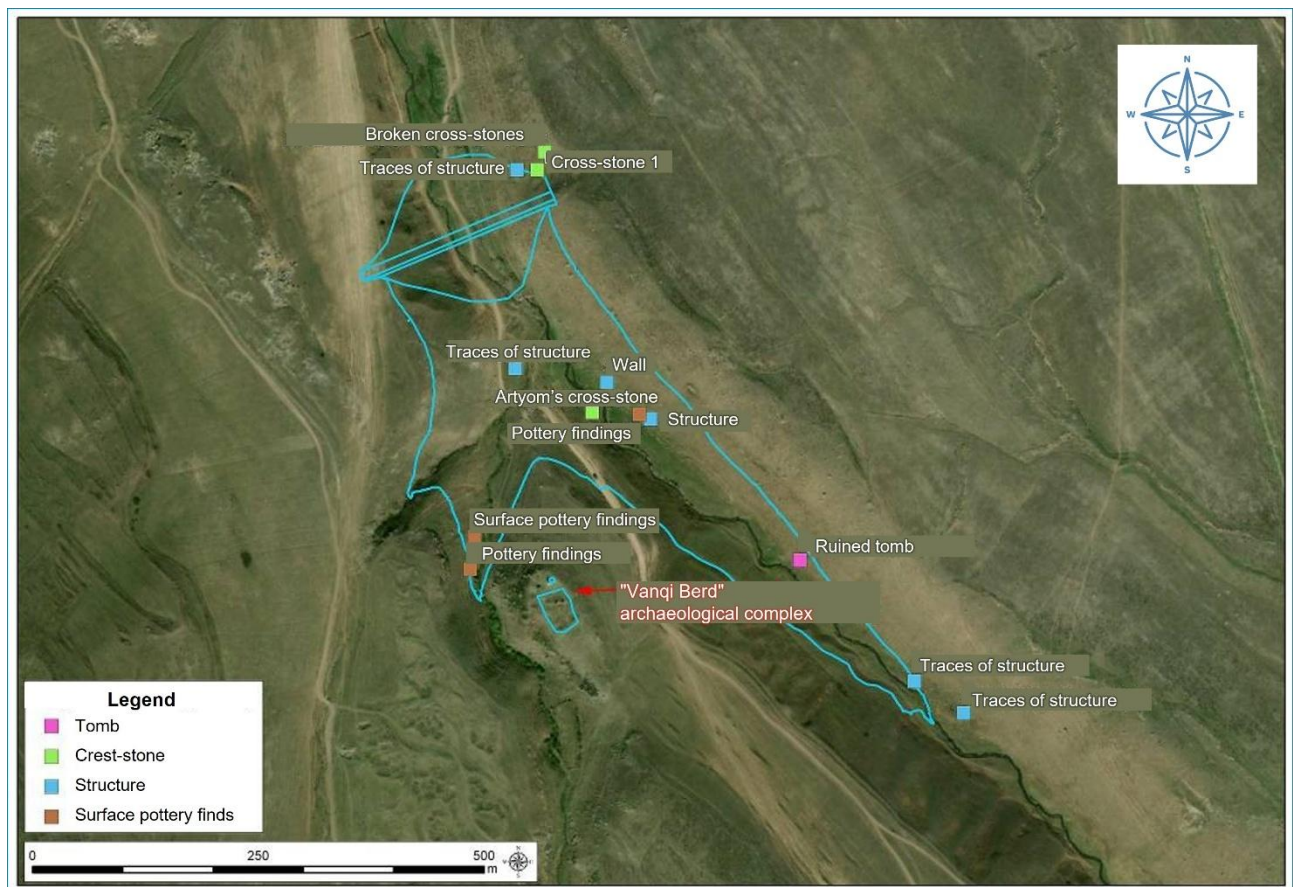 N
W E
S
Broken cross-stones
Cross-stone 1
Traces of structure
Traces of structure
Wall
Artyom's cross-stone
Structure
Pottery findings
Surface pottery findings
Pottery findings
Ruined tomb
"Vanqi Berd"
archaeological complex
Traces of structure
Traces of structure
Legend
Tomb
Crest-stone
Structure
Surface pottery finds
0 250 500
m